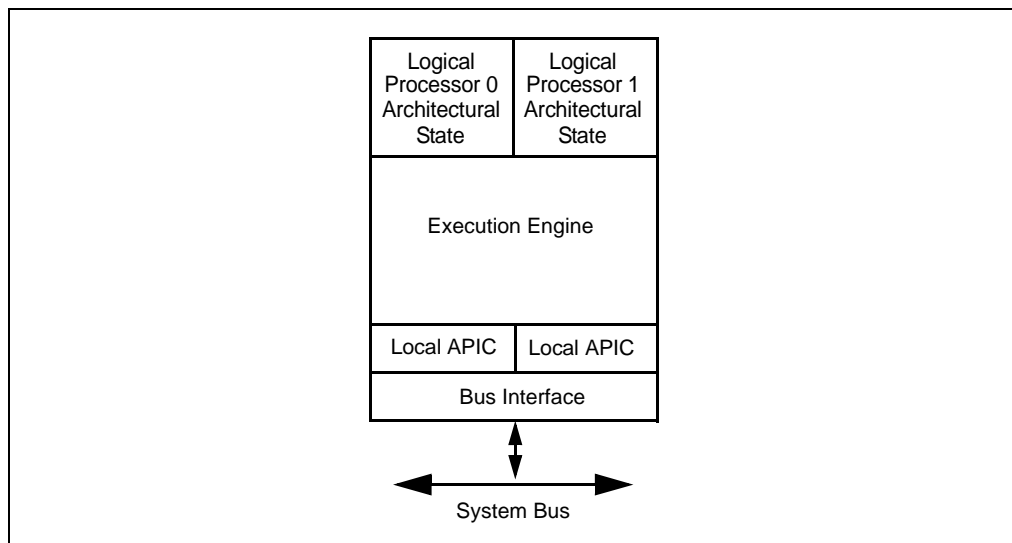 Logical
Processor 0
Architectural
State
Logical
Processor 1
Architectural
State
Execution Engine
Local APIC
Local APIC
Bus Interface
System Bus